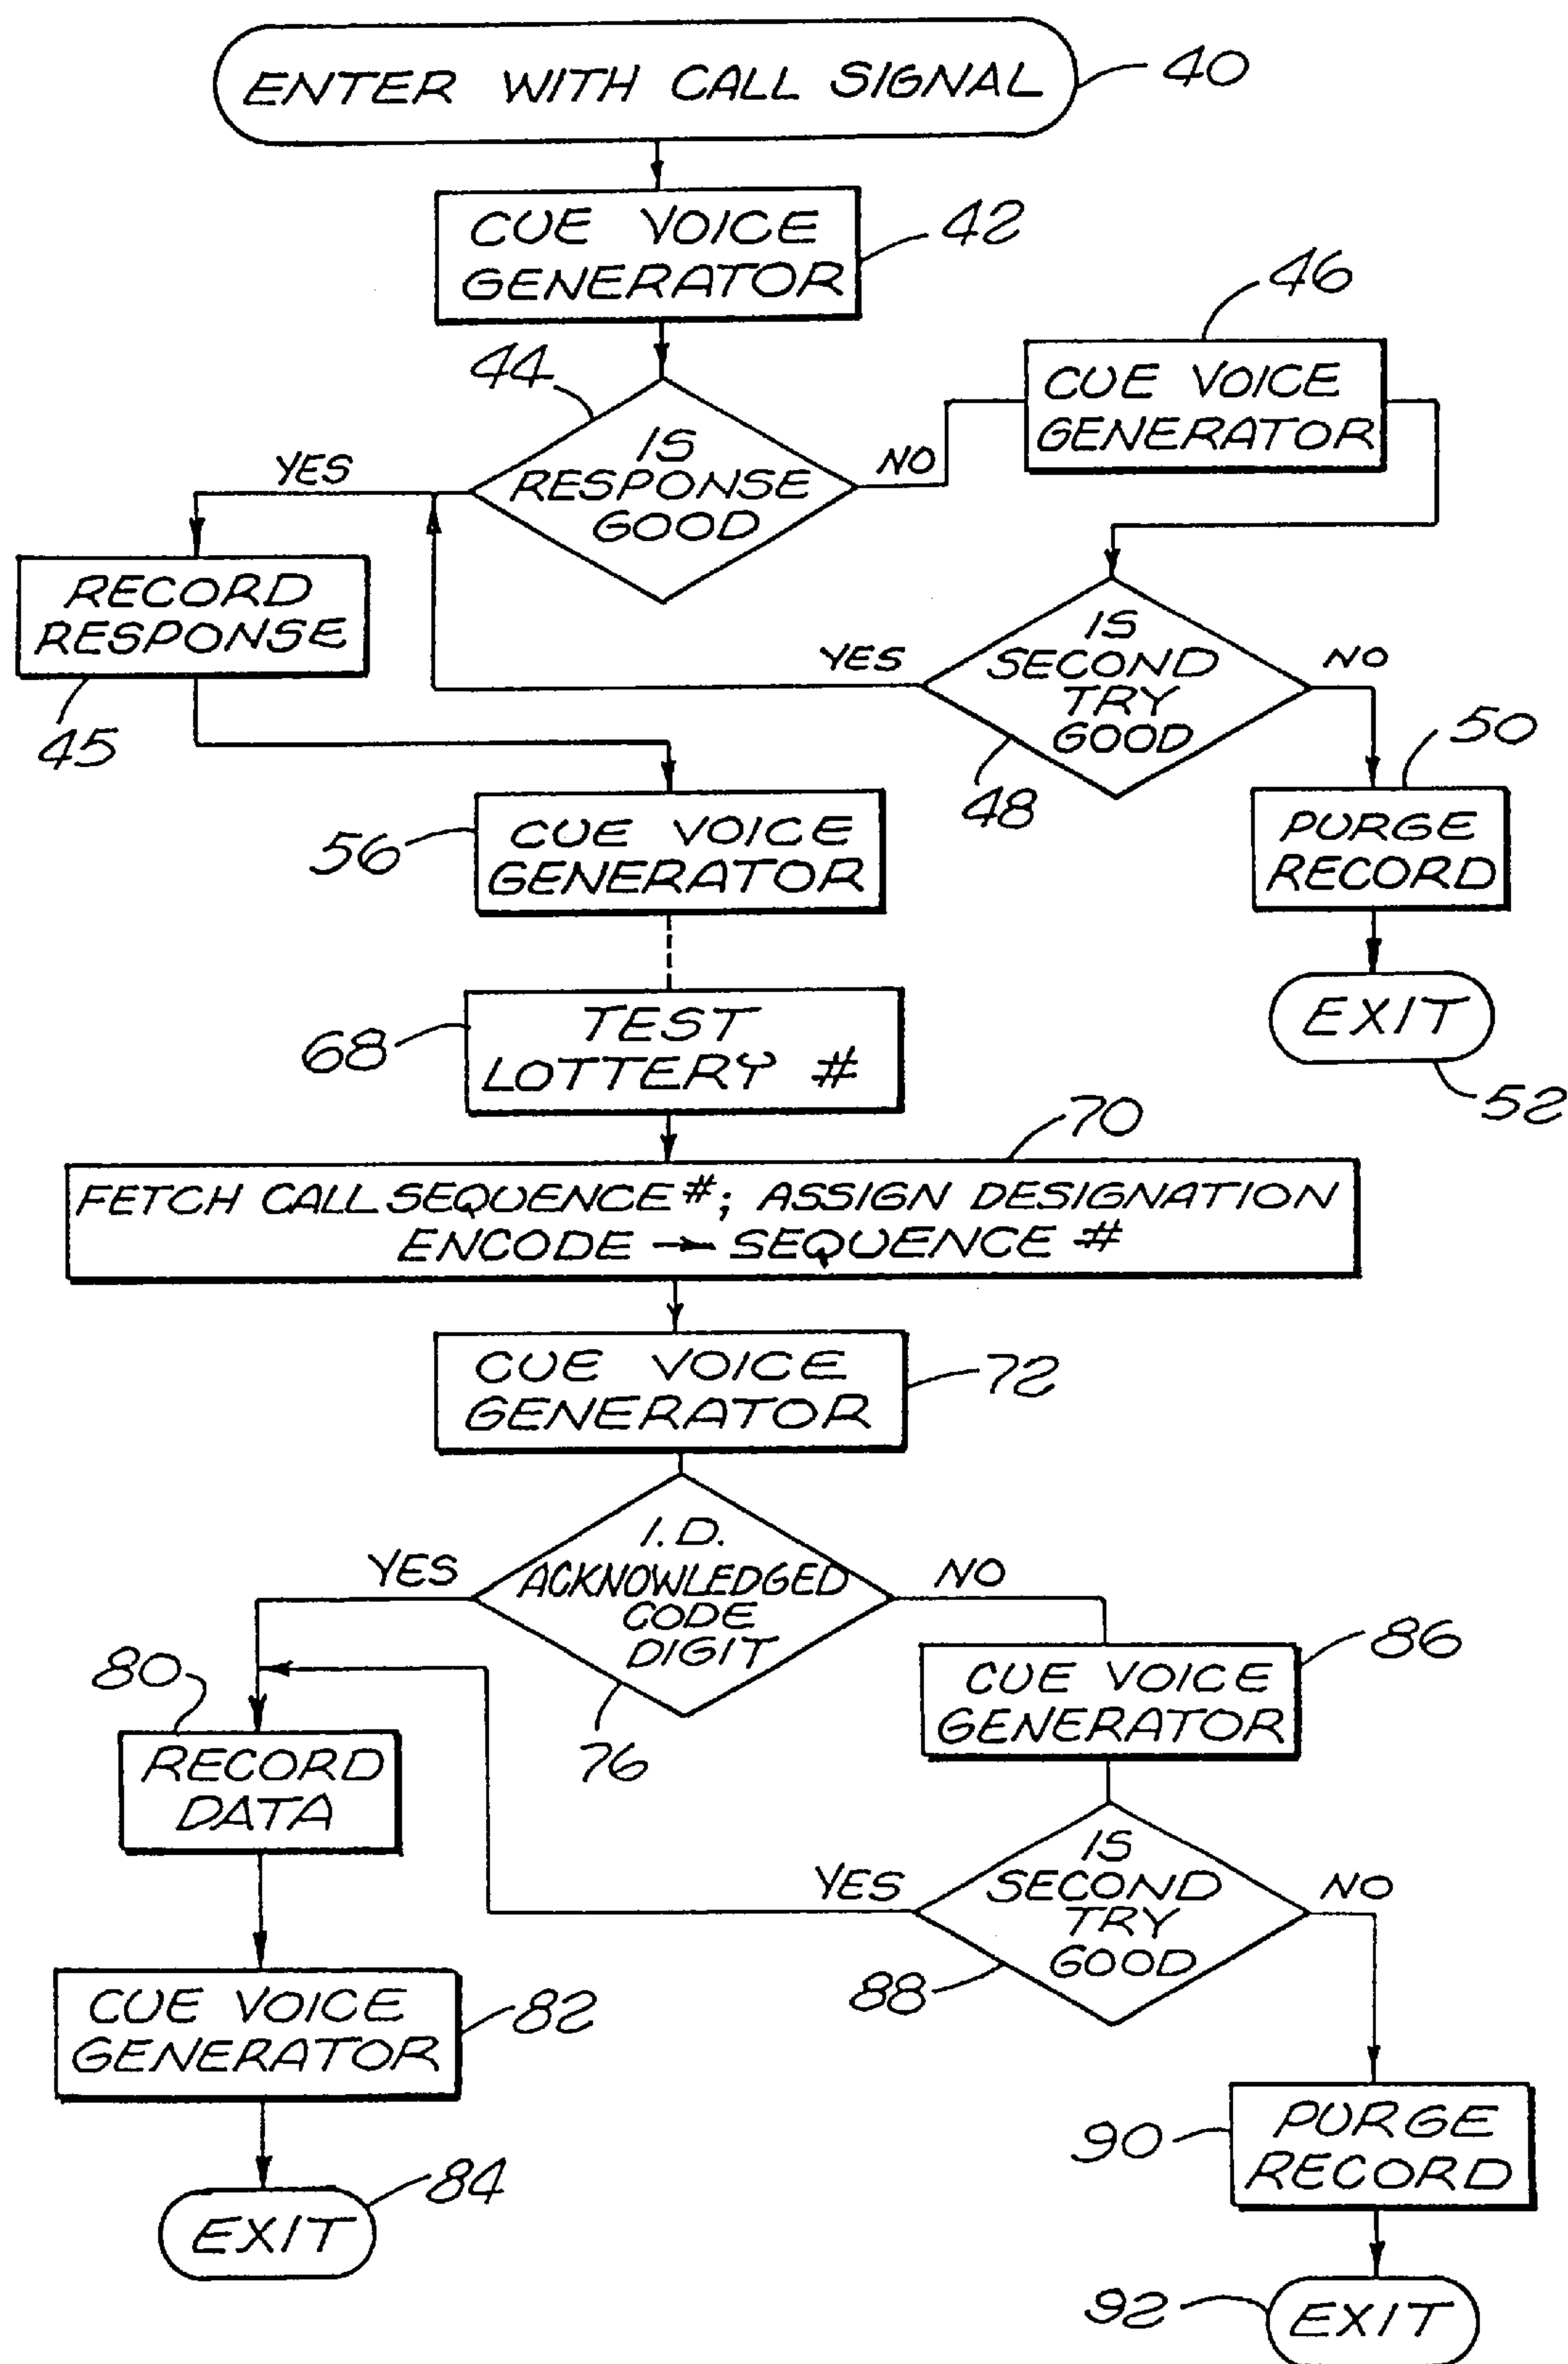 ENTER WITH CALL SIGNAL
40
CUE VOICE
GENERATOR
42
44
IS
RESPONSE
GOOD
YES
NO
46
CUE VOICE
GENERATOR
RECORD
RESPONSE
45
IS
SECOND
TRY
GOOD
YES
NO
48
50
PURGE
RECORD
EXIT
52
56
CUE VOICE
GENERATOR
68
TEST
LOTTERY #
70
FETCH CALL SEQUENCE #; ASSIGN DESIGNATION
ENCODE → SEQUENCE #
CUE VOICE
GENERATOR
72
I.D.
ACKNOWLEDGED
CODE
DIGIT
YES
NO
76
80
RECORD
DATA
86
CUE VOICE
GENERATOR
IS
SECOND
TRY
GOOD
YES
NO
88
CUE VOICE
GENERATOR
82
EXIT
84
90
PURGE
RECORD
92
EXIT